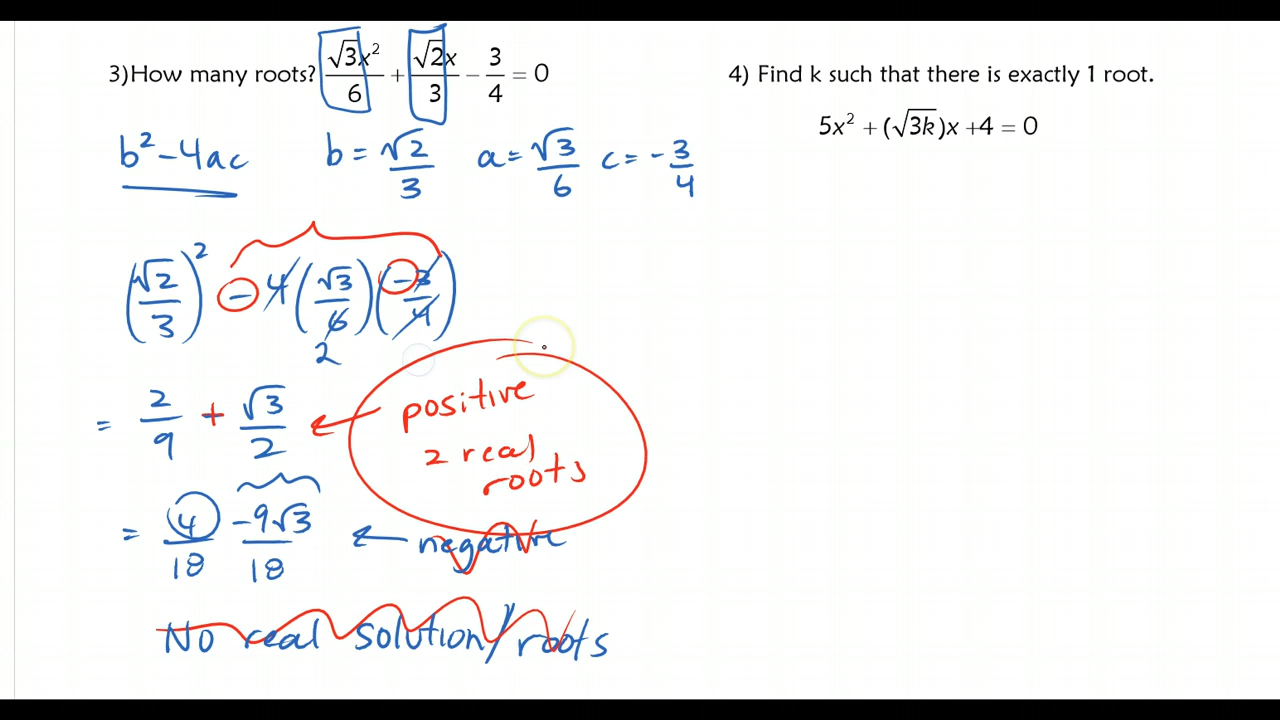 3)How many roots? √3x²/6 + √2x/3 − 3/4 = 0
b² − 4ac b = √2/3 a = √3/6 c = −3/4
(√2/3)² − 4(√3/6)(−3/4)
2
= 2/9 + √3/2
positive
2 real
roots
= 4/18 −9√3/18 ← negative
No real solution/roots
4) Find k such that there is exactly 1 root.
5x² + (√3k)x +4 = 0